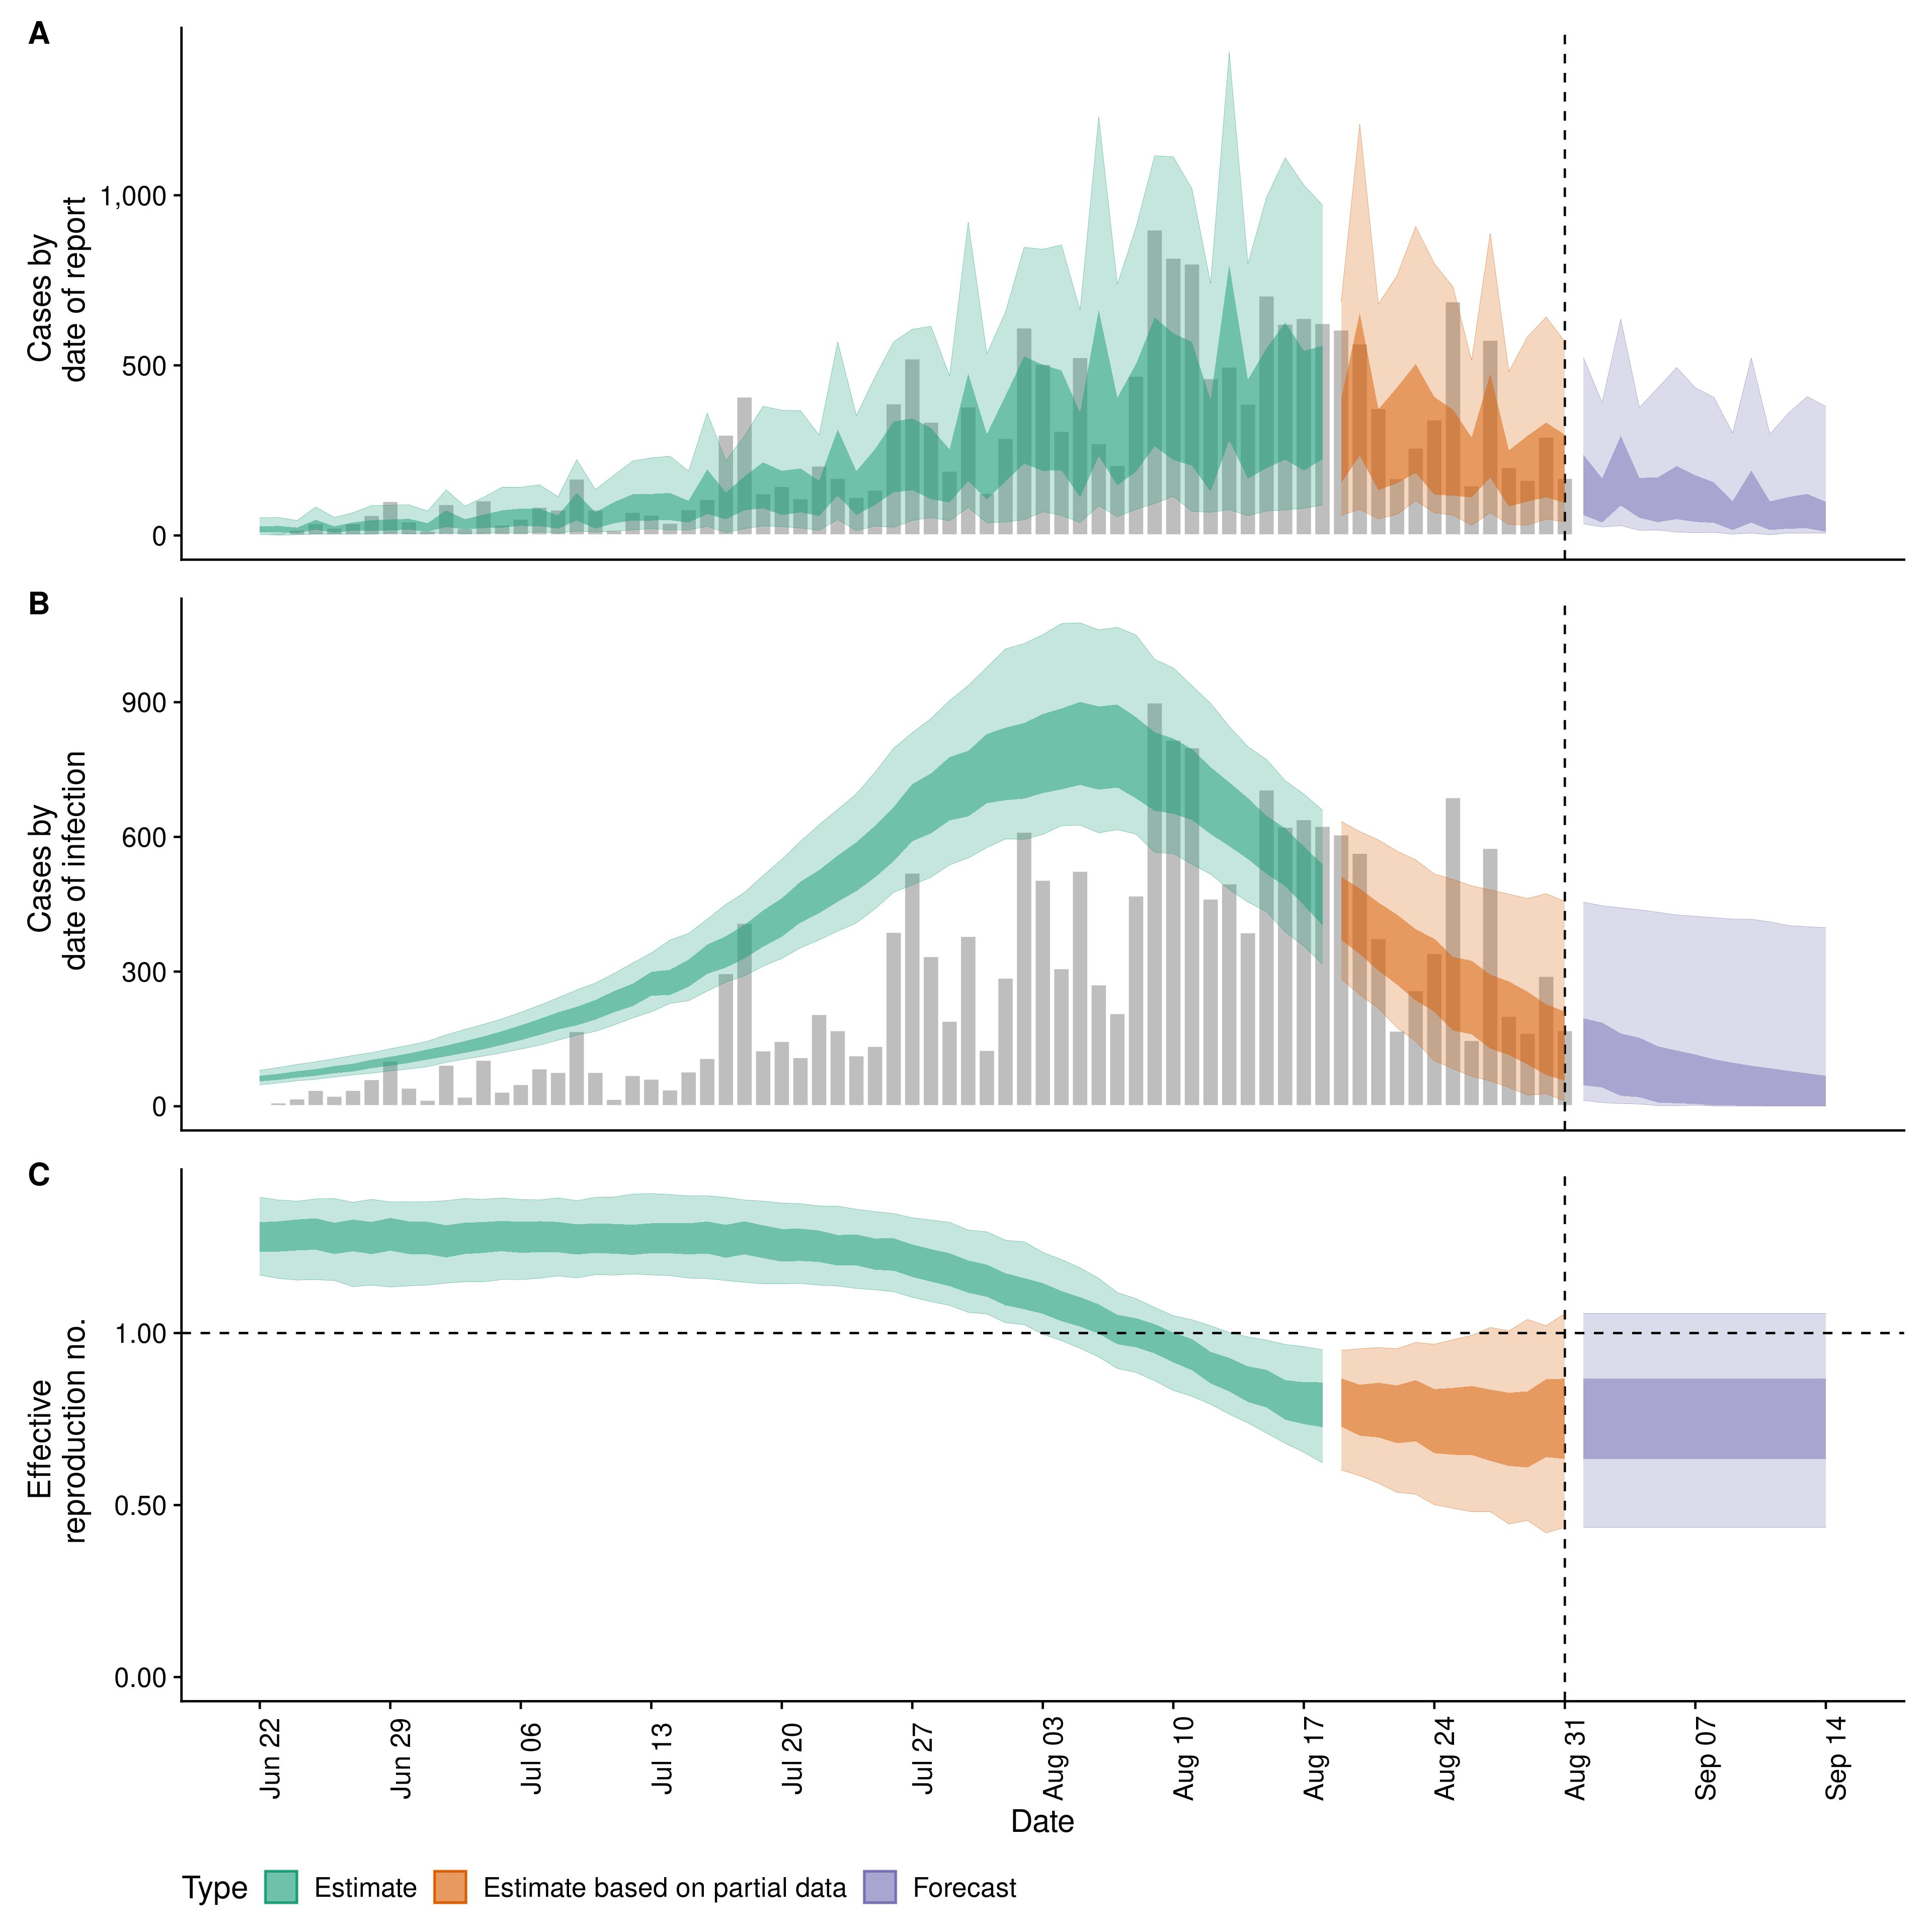 A
Cases by
date of report
1,000
500
0
B
Cases by
date of infection
900
600
300
0
C
Effective
reproduction no.
1.00
0.50
0.00
Jun 22
Jun 29
Jul 06
Jul 13
Jul 20
Jul 27
Aug 03
Aug 10
Aug 17
Aug 24
Aug 31
Sep 07
Sep 14
Date
Type Estimate Estimate based on partial data Forecast